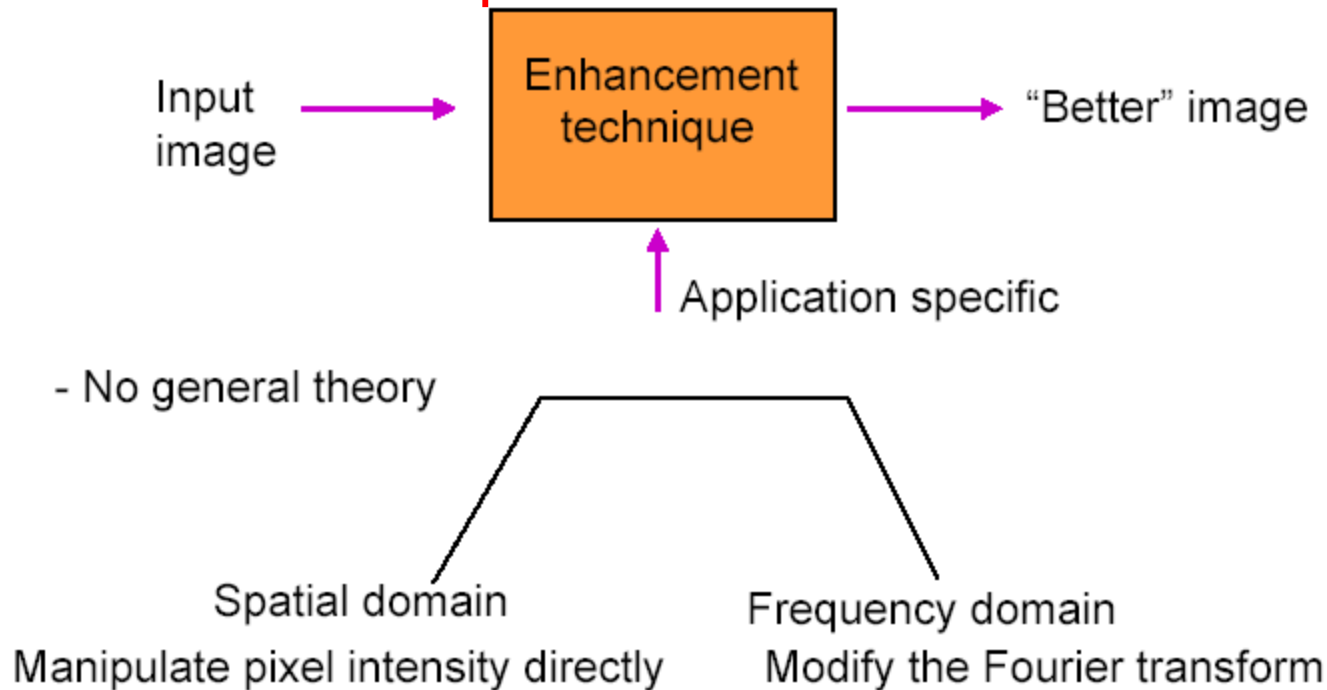 Input
image
Enhancement
technique
“Better” image
Application specific
- No general theory
Spatial domain
Manipulate pixel intensity directly
Frequency domain
Modify the Fourier transform